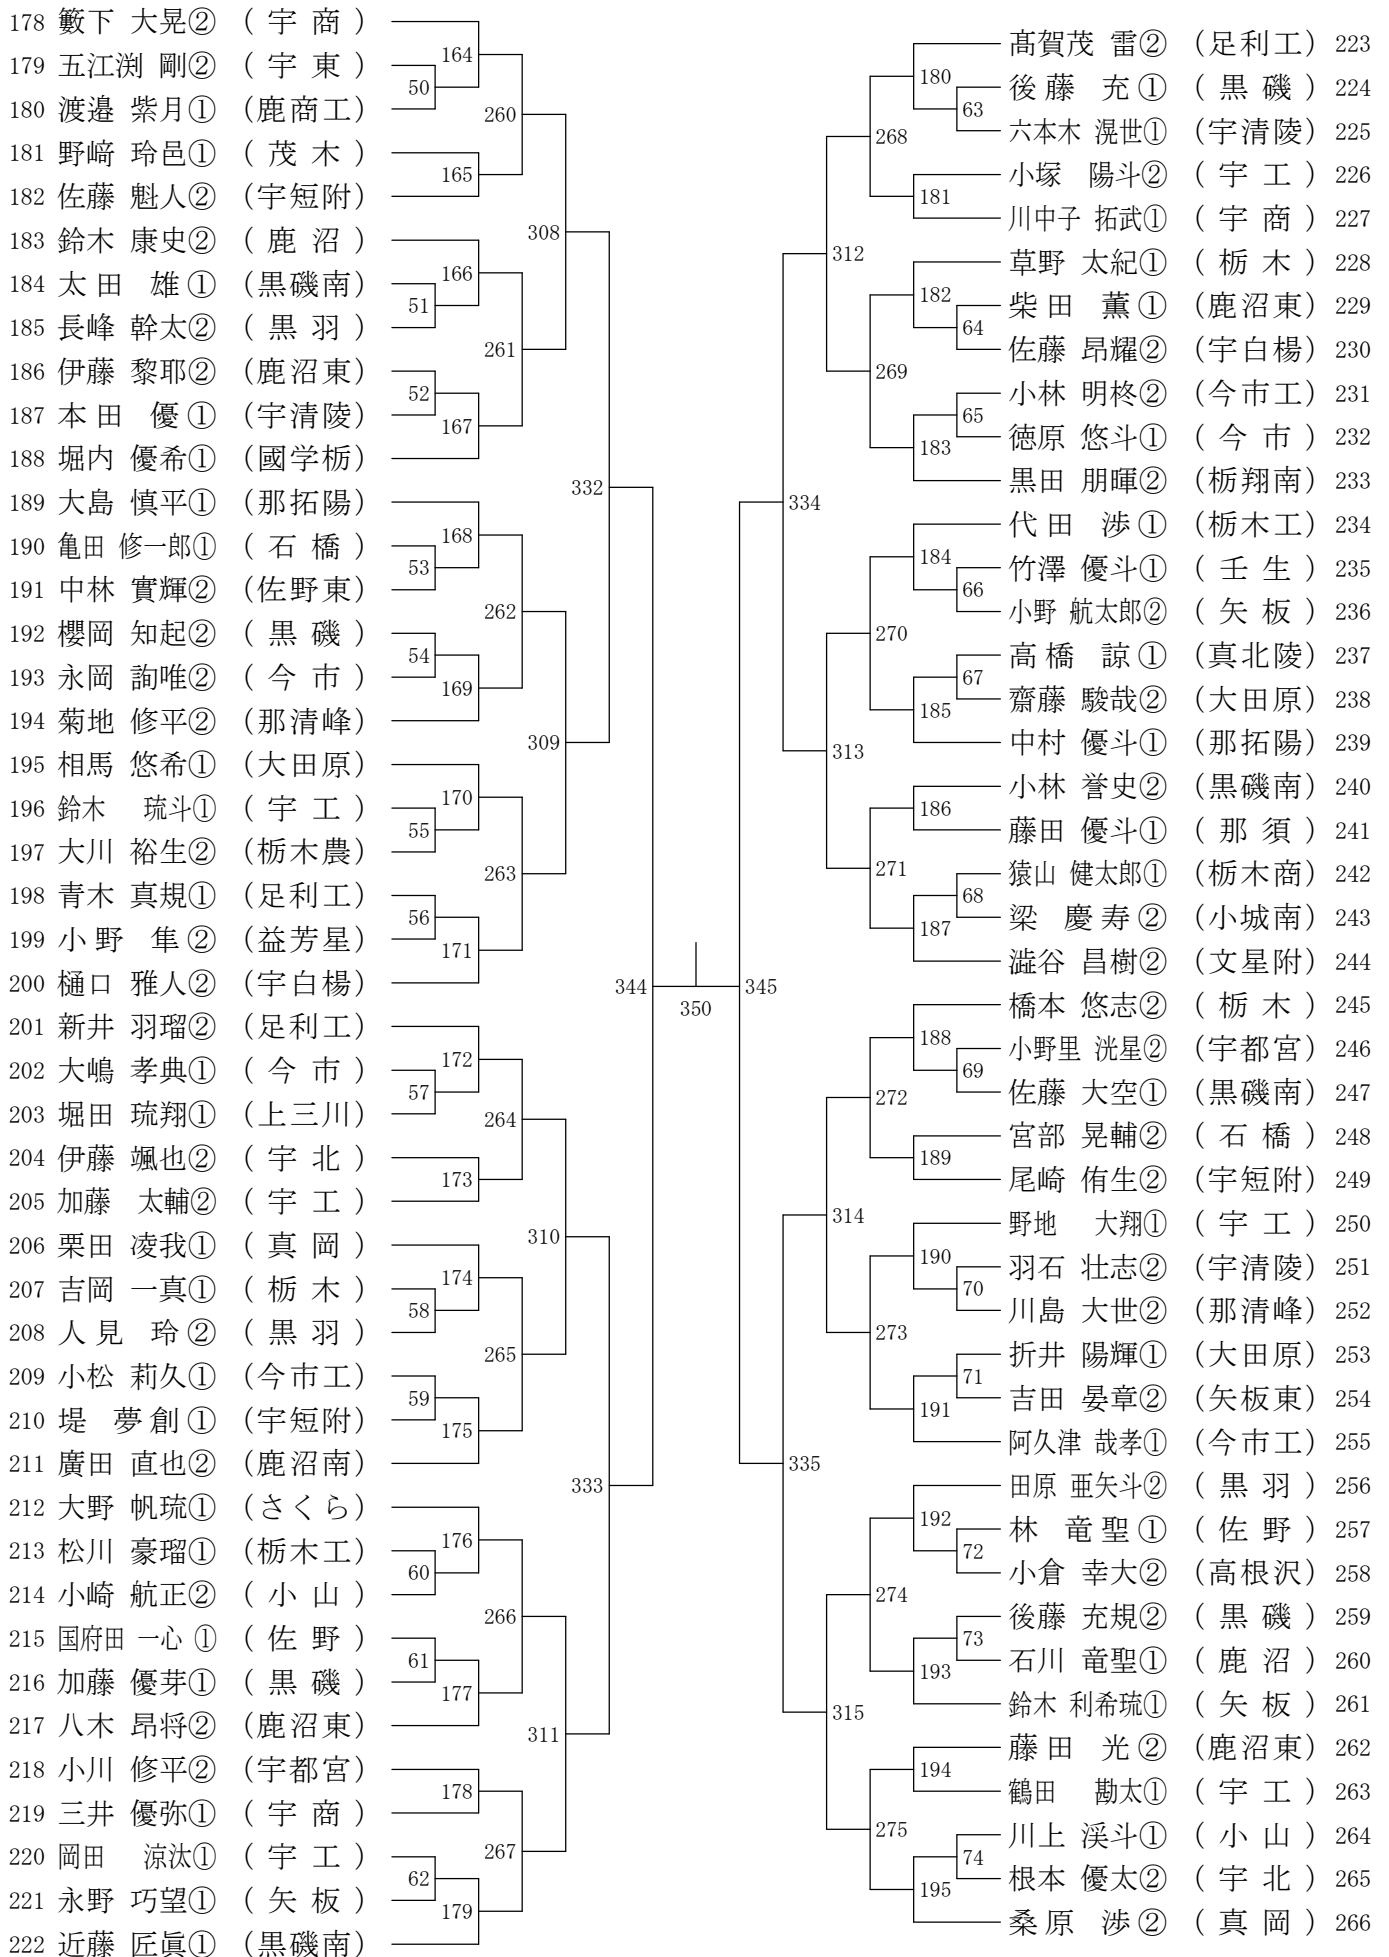 178 籔下 大晃② （ 宇 商 ）
179 五江渕 剛② （ 宇 東 ）
180 渡邉 紫月① （鹿商工）
181 野﨑 玲邑① （ 茂 木 ）
182 佐藤 魁人② （宇短附）
183 鈴木 康史② （ 鹿 沼 ）
184 太田 雄① （黒磯南）
185 長峰 幹太② （ 黒 羽 ）
186 伊藤 黎耶② （鹿沼東）
187 本田 優① （宇清陵）
188 堀内 優希① （國学栃）
189 大島 慎平① （那拓陽）
190 亀田 修一郎① （ 石 橋 ）
191 中林 實輝② （佐野東）
192 櫻岡 知起② （ 黒 磯 ）
193 永岡 詢唯② （ 今 市 ）
194 菊地 修平② （那清峰）
195 相馬 悠希① （大田原）
196 鈴木 琉斗① （ 宇 工 ）
197 大川 裕生② （栃木農）
198 青木 真規① （足利工）
199 小野 隼② （益芳星）
200 樋口 雅人② （宇白楊）
201 新井 羽瑠② （足利工）
202 大嶋 孝典① （ 今 市 ）
203 堀田 琉翔① （上三川）
204 伊藤 颯也② （ 宇 北 ）
205 加藤 太輔② （ 宇 工 ）
206 栗田 凌我① （ 真 岡 ）
207 吉岡 一真① （ 栃 木 ）
208 人見 玲② （ 黒 羽 ）
209 小松 莉久① （今市工）
210 堤 夢創① （宇短附）
211 廣田 直也② （鹿沼南）
212 大野 帆琉① （さくら）
213 松川 豪瑠① （栃木工）
214 小崎 航正② （ 小 山 ）
215 国府田 一心 ① （ 佐 野 ）
216 加藤 優芽① （ 黒 磯 ）
217 八木 昂将② （鹿沼東）
218 小川 修平② （宇都宮）
219 三井 優弥① （ 宇 商 ）
220 岡田 涼汰① （ 宇 工 ）
221 永野 巧望① （ 矢 板 ）
222 近藤 匠眞① （黒磯南）
50
51
52
53
54
55
56
57
58
59
60
61
62
164
165
166
167
168
169
170
171
172
173
174
175
176
177
178
179
260
261
262
263
264
265
266
267
308
309
310
311
332
333
344
350
345
334
335
312
313
314
315
268
269
270
271
272
273
274
275
180
181
182
183
184
185
186
187
188
189
190
191
192
193
194
195
63
64
65
66
67
68
69
70
71
72
73
74
髙賀茂 雷② （足利工） 223
後藤 充① （ 黒 磯 ） 224
六本木 滉世① （宇清陵） 225
小塚 陽斗② （ 宇 工 ） 226
川中子 拓武① （ 宇 商 ） 227
草野 太紀① （ 栃 木 ） 228
柴田 薫① （鹿沼東） 229
佐藤 昂耀② （宇白楊） 230
小林 明柊② （今市工） 231
徳原 悠斗① （ 今 市 ） 232
黒田 朋暉② （栃翔南） 233
代田 渉① （栃木工） 234
竹澤 優斗① （ 壬 生 ） 235
小野 航太郎② （ 矢 板 ） 236
高橋 諒① （真北陵） 237
齋藤 駿哉② （大田原） 238
中村 優斗① （那拓陽） 239
小林 誉史② （黒磯南） 240
藤田 優斗① （ 那 須 ） 241
猿山 健太郎① （栃木商） 242
梁 慶寿② （小城南） 243
澁谷 昌樹② （文星附） 244
橋本 悠志② （ 栃 木 ） 245
小野里 洸星② （宇都宮） 246
佐藤 大空① （黒磯南） 247
宮部 晃輔② （ 石 橋 ） 248
尾崎 侑生② （宇短附） 249
野地 大翔① （ 宇 工 ） 250
羽石 壮志② （宇清陵） 251
川島 大世② （那清峰） 252
折井 陽輝① （大田原） 253
吉田 晏章② （矢板東） 254
阿久津 哉孝① （今市工） 255
田原 亜矢斗② （ 黒 羽 ） 256
林 竜聖① （ 佐 野 ） 257
小倉 幸大② （高根沢） 258
後藤 充規② （ 黒 磯 ） 259
石川 竜聖① （ 鹿 沼 ） 260
鈴木 利希琉① （ 矢 板 ） 261
藤田 光② （鹿沼東） 262
鶴田 勘太① （ 宇 工 ） 263
川上 渓斗① （ 小 山 ） 264
根本 優太② （ 宇 北 ） 265
桑原 渉② （ 真 岡 ） 266